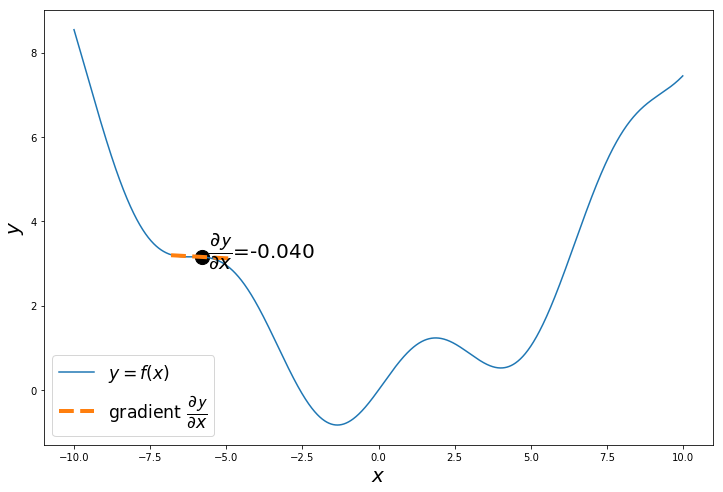 8
6
4
2
0
y
∂y/∂x=-0.040
y = f(x)
gradient ∂y/∂x
−10.0 −7.5 −5.0 −2.5 0.0 2.5 5.0 7.5 10.0
x